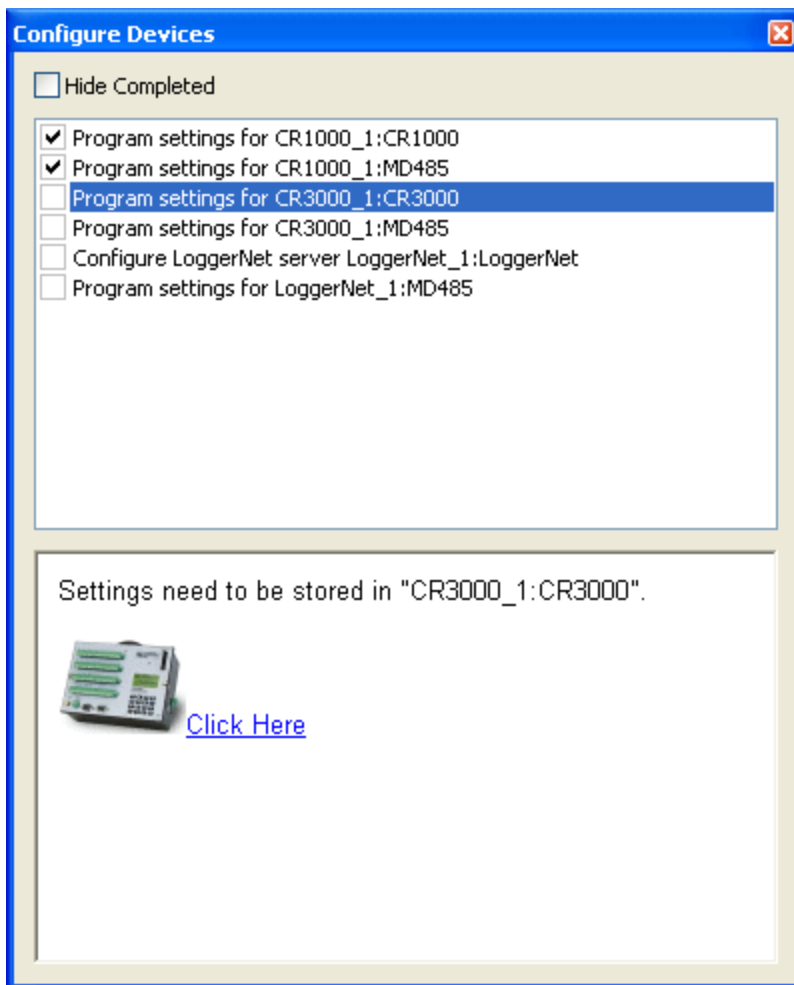 Configure Devices
Hide Completed
Program settings for CR1000_1:CR1000
Program settings for CR1000_1:MD485
Program settings for CR3000_1:CR3000
Program settings for CR3000_1:MD485
Configure LoggerNet server LoggerNet_1:LoggerNet
Program settings for LoggerNet_1:MD485
Settings need to be stored in "CR3000_1:CR3000".
Click Here